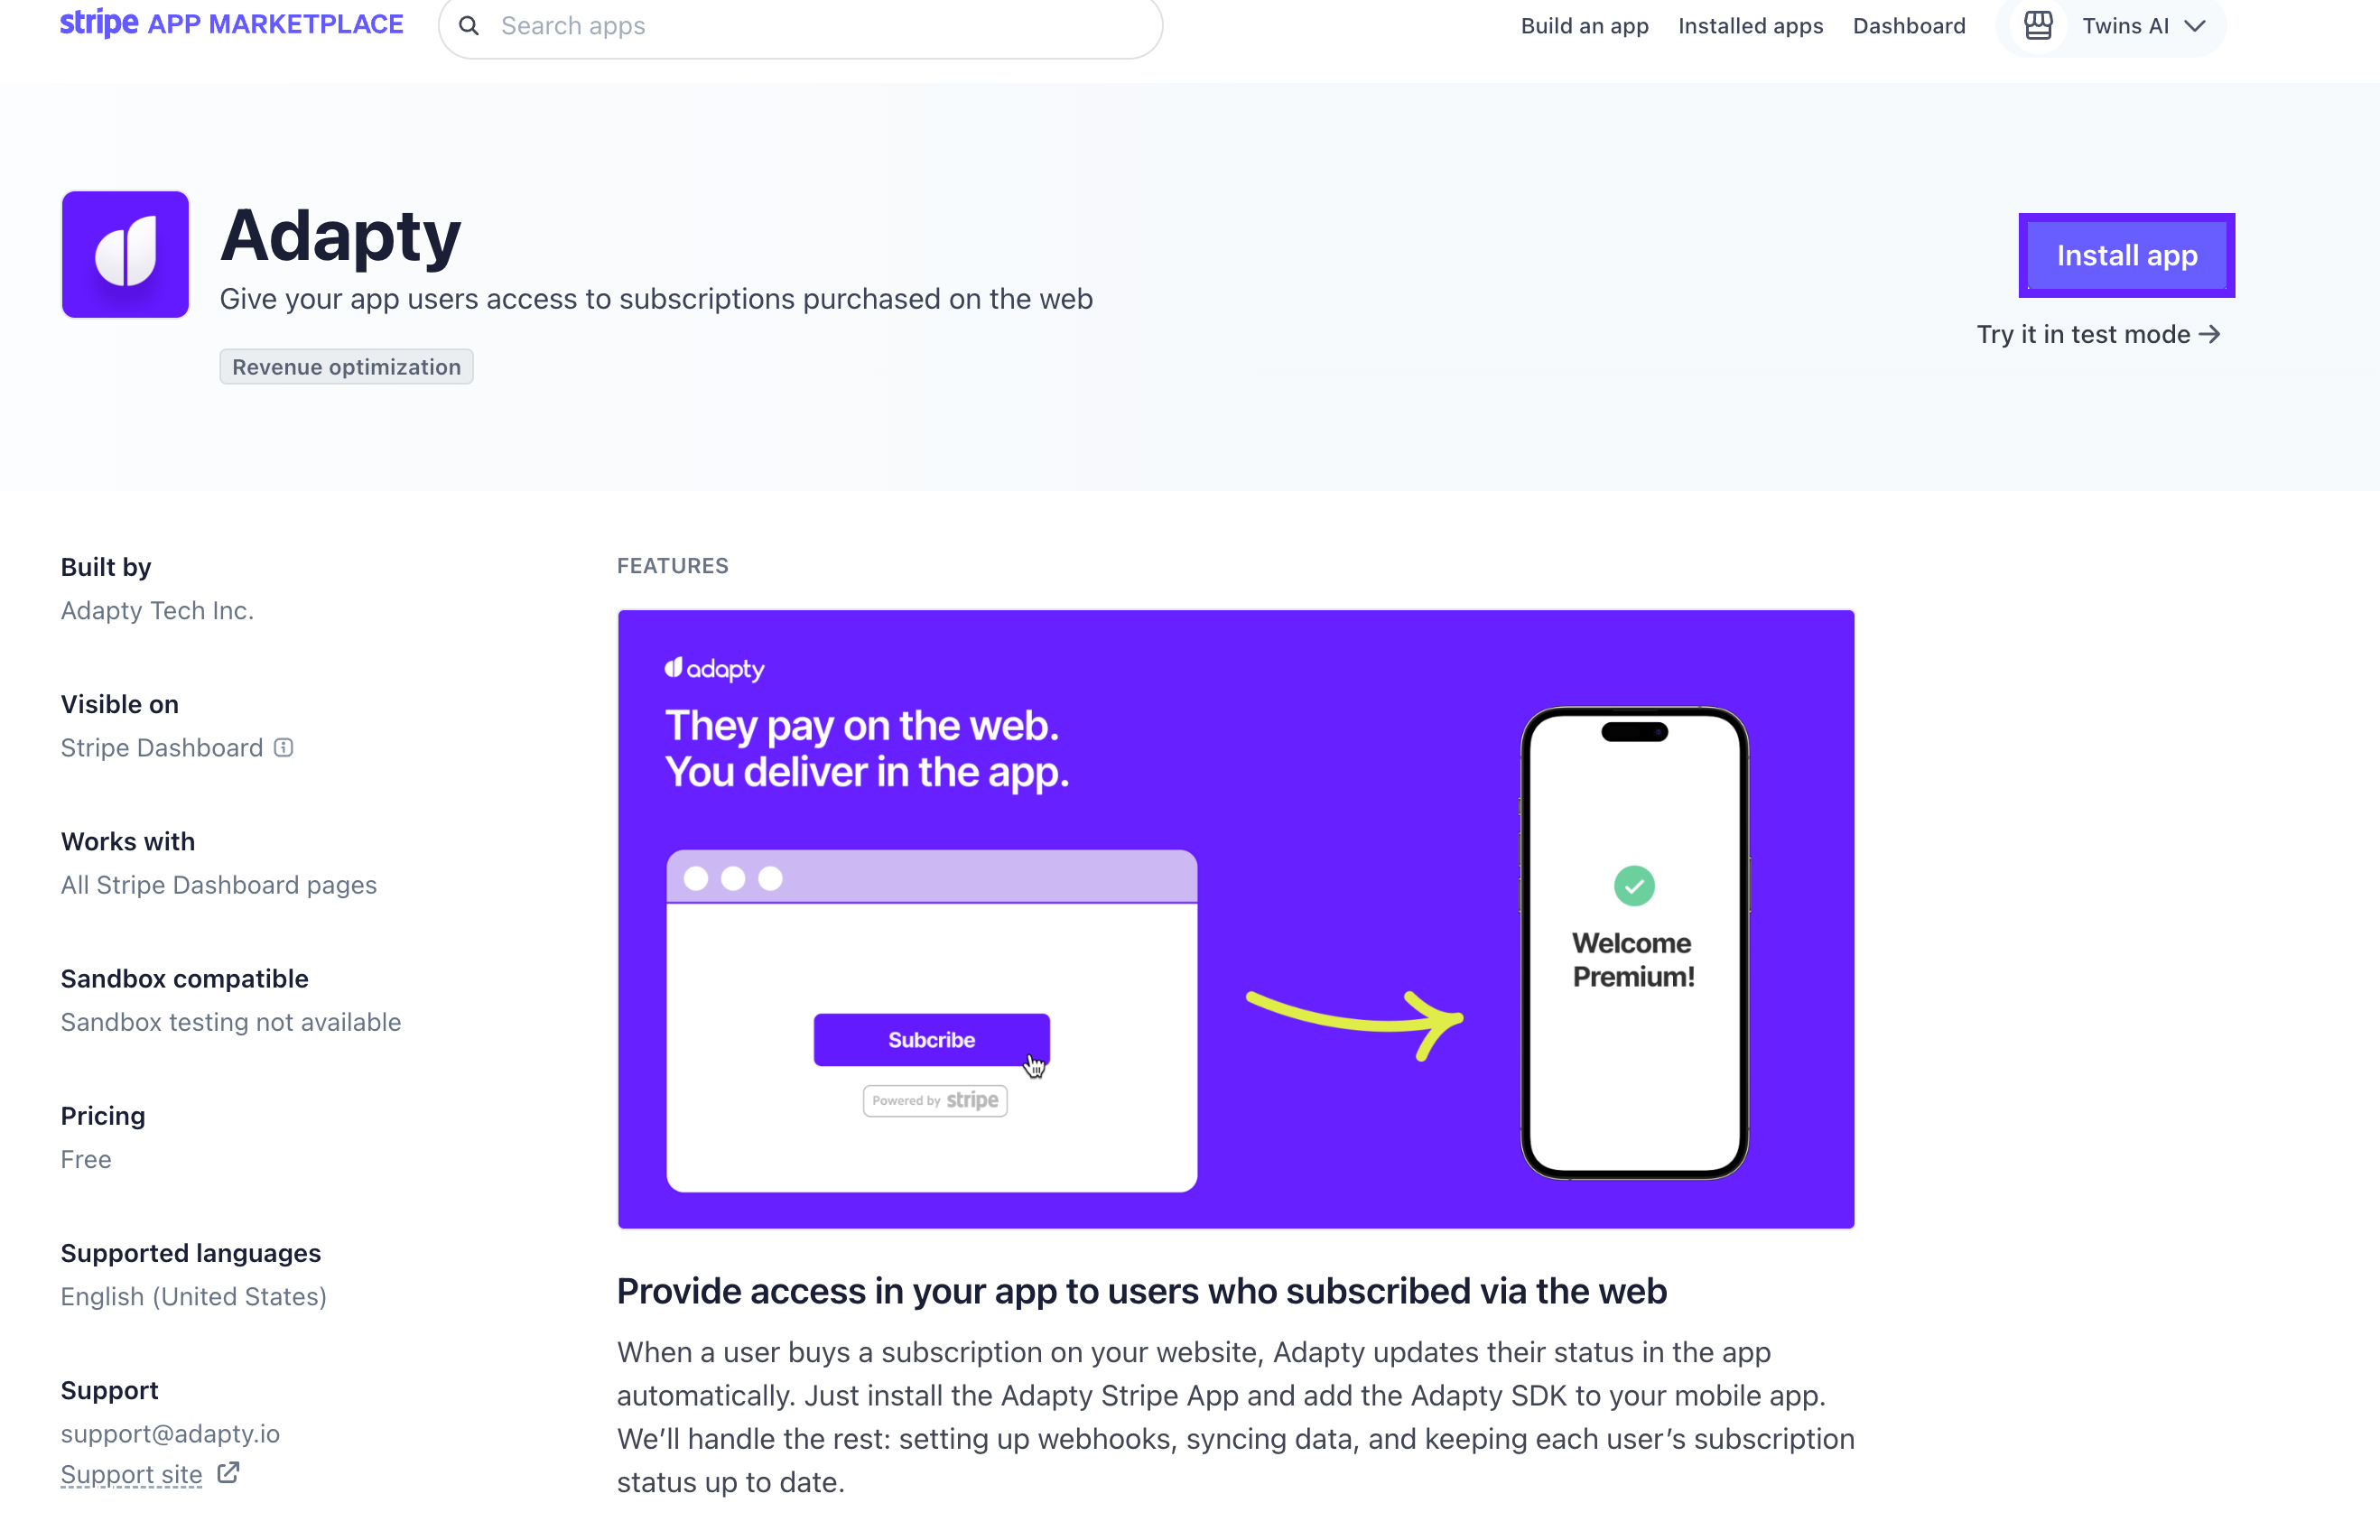 stripe APP MARKETPLACE
Search apps
Build an app
Installed apps
Dashboard
Twins AI
Adapty
Give your app users access to subscriptions purchased on the web
Revenue optimization
Install app
Try it in test mode →
Built by
Adapty Tech Inc.
Visible on
Stripe Dashboard
Works with
All Stripe Dashboard pages
Sandbox compatible
Sandbox testing not available
Pricing
Free
Supported languages
English (United States)
Support
support@adapty.io
Support site
FEATURES
adapty
They pay on the web.
You deliver in the app.
Subcribe
Powered by stripe
Welcome
Premium!
Provide access in your app to users who subscribed via the web
When a user buys a subscription on your website, Adapty updates their status in the app
automatically. Just install the Adapty Stripe App and add the Adapty SDK to your mobile app.
We’ll handle the rest: setting up webhooks, syncing data, and keeping each user’s subscription
status up to date.